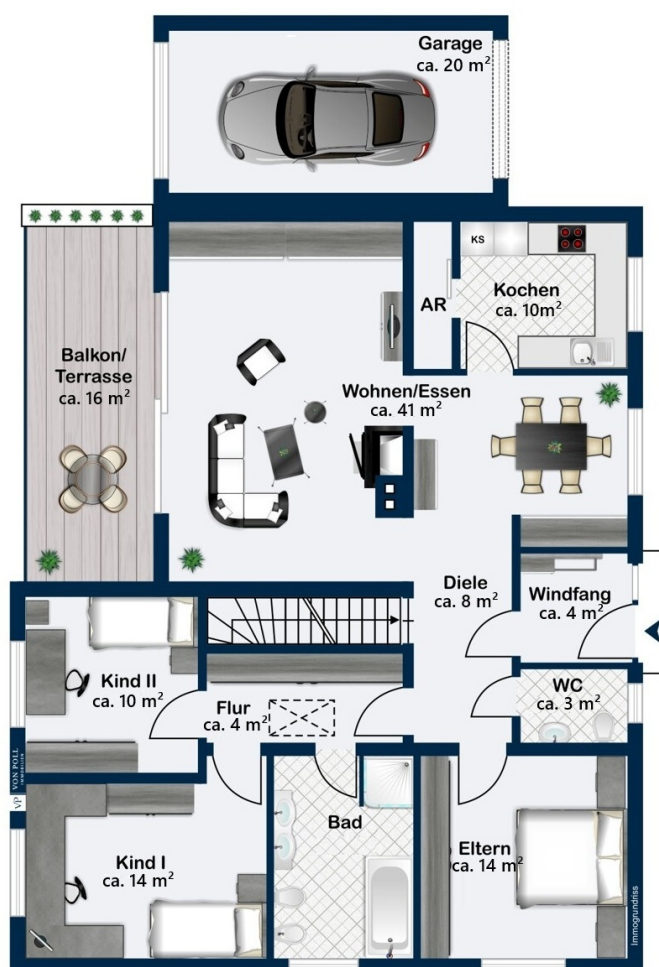 Garage
ca. 20 m²
KS
Kochen
ca. 10m²
AR
Balkon/
Terrasse
ca. 16 m²
Wohnen/Essen
ca. 41 m²
Diele
ca. 8 m²
Windfang
ca. 4 m²
Kind II
ca. 10 m²
Flur
ca. 4 m²
WC
ca. 3 m²
VP VON POLL
IMMOBILIEN
Bad
Kind I
ca. 14 m²
Eltern
ca. 14 m²
Immogrundriss